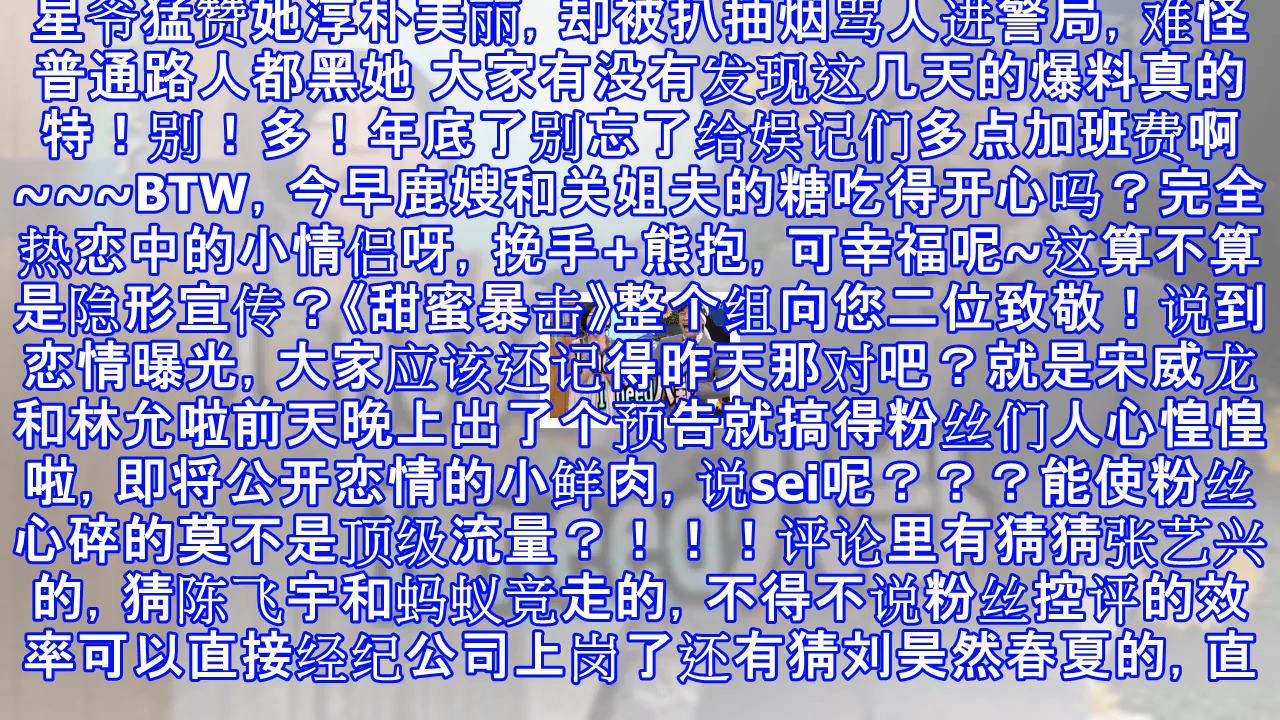 星爷猛赞她淳朴美丽, 却被扒抽烟骂人进警局, 难怪
普通路人都黑她 大家有没有发现这几天的爆料真的
特！别！多！年底了别忘了给娱记们多点加班费啊
~~~BTW, 今早鹿嫂和关姐夫的糖吃得开心吗？完全
热恋中的小情侣呀, 挽手+熊抱, 可幸福呢~这算不算
是隐形宣传？《甜蜜暴击》整个组向您二位致敬！说到
恋情曝光, 大家应该还记得昨天那对吧？就是宋威龙
和林允啦前天晚上出了个预告就搞得粉丝们人心惶惶
啦, 即将公开恋情的小鲜肉, 说sei呢？？？能使粉丝
心碎的莫不是顶级流量？！！！评论里有猜猜张艺兴
的, 猜陈飞宇和蚂蚁竞走的, 不得不说粉丝控评的效
率可以直接经纪公司上岗了还有猜刘昊然春夏的, 直
I need